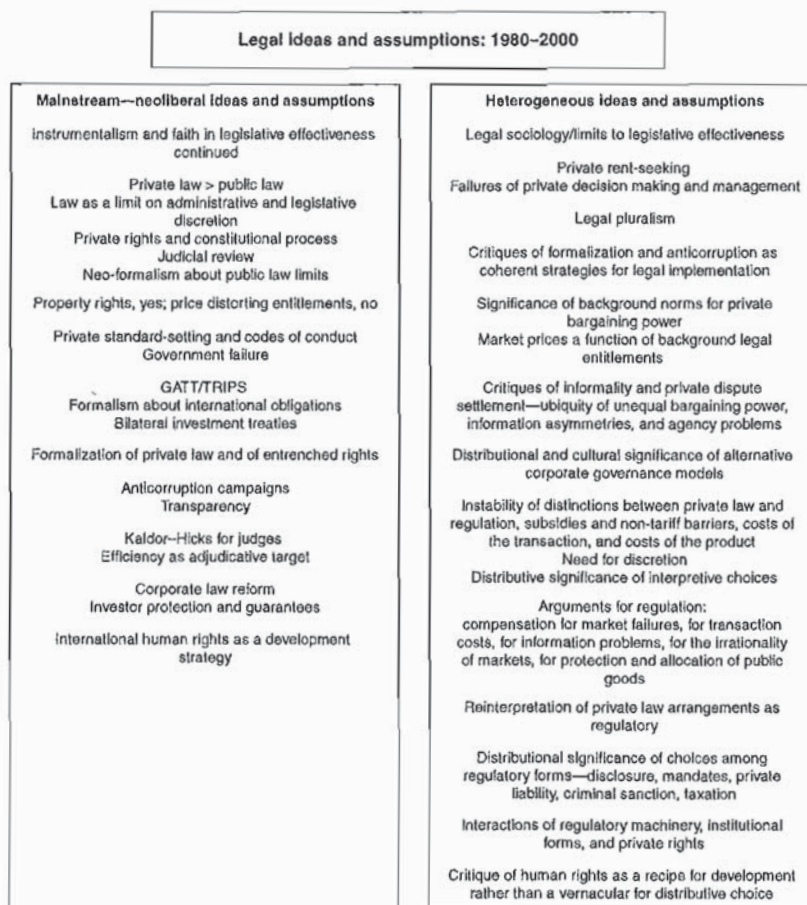 Legal ideas and assumptions: 1980–2000
Mainstream—neoliberal ideas and assumptions
instrumentalism and faith in legislative effectiveness
continued
Private law > public law
Law as a limit on administrative and legislative
discretion
Private rights and constitutional process
Judicial review
Neo-formalism about public law limits
Property rights, yes; price distorting entitlements, no
Private standard-setting and codes of conduct
Government failure
GATT/TRIPS
Formalism about international obligations
Bilateral investment treaties
Formalization of private law and of entrenched rights
Anticorruption campaigns
Transparency
Kaldor–Hicks for judges
Efficiency as adjudicative target
Corporate law reform
Investor protection and guarantees
International human rights as a development
strategy
Heterogeneous ideas and assumptions
Legal sociology/limits to legislative effectiveness
Private rent-seeking
Failures of private decision making and management
Legal pluralism
Critiques of formalization and anticorruption as
coherent strategies for legal implementation
Significance of background norms for private
bargaining power
Market prices a function of background legal
entitlements
Critiques of informality and private dispute
settlement—ubiquity of unequal bargaining power,
information asymmetries, and agency problems
Distributional and cultural significance of alternative
corporate governance models
Instability of distinctions between private law and
regulation, subsidies and non-tariff barriers, costs of
the transaction, and costs of the product
Need for discretion
Distributive significance of interpretive choices
Arguments for regulation:
compensation for market failures, for transaction
costs, for information problems, for the irrationality
of markets, for protection and allocation of public
goods
Reinterpretation of private law arrangements as
regulatory
Distributional significance of choices among
regulatory forms—disclosure, mandates, private
liability, criminal sanction, taxation
Interactions of regulatory machinery, institutional
forms, and private rights
Critique of human rights as a recipe for development
rather than a vernacular for distributive choice